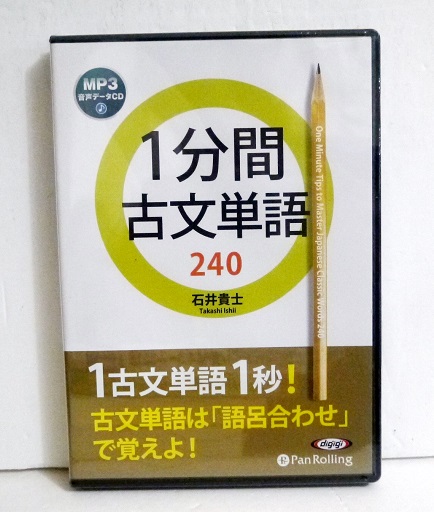 MP3
音声データCD
1分間
古文単語
240
石井貴士
Takashi Ishii
One Minute Tips to Master Japanese Classic Words 240
1古文単語1秒!
古文単語は「語呂合わせ」
で覚えよ!
digigi
PanRolling